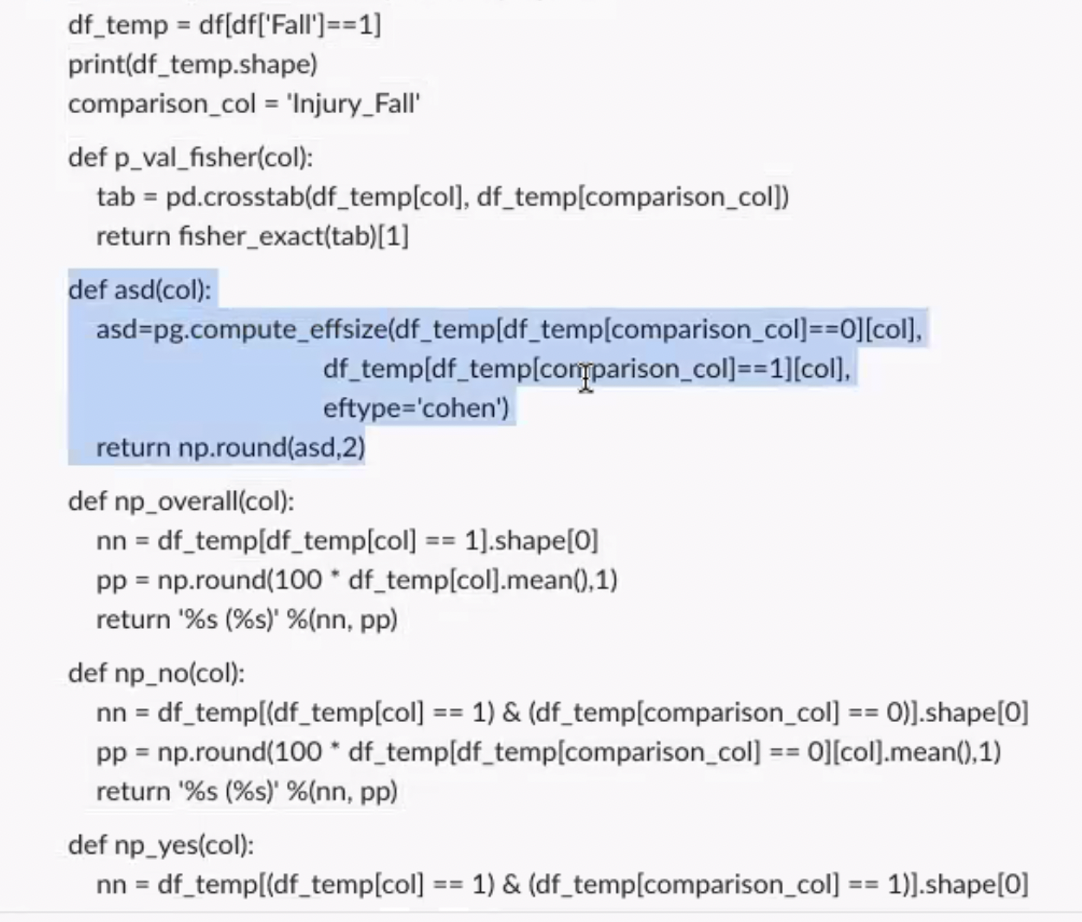 df_temp = df[df['Fall']==1]
print(df_temp.shape)
comparison_col = 'Injury_Fall'
def p_val_fisher(col):
tab = pd.crosstab(df_temp[col], df_temp[comparison_col])
return fisher_exact(tab)[1]
def asd(col):
asd=pg.compute_effsize(df_temp[df_temp[comparison_col]==0][col],
df_temp[df_temp[comparison_col]==1][col],
eftype='cohen')
return np.round(asd,2)
def np_overall(col):
nn = df_temp[df_temp[col] == 1].shape[0]
pp = np.round(100 * df_temp[col].mean(),1)
return '%s (%s)' %(nn, pp)
def np_no(col):
nn = df_temp[(df_temp[col] == 1) & (df_temp[comparison_col] == 0)].shape[0]
pp = np.round(100 * df_temp[df_temp[comparison_col] == 0][col].mean(),1)
return '%s (%s)' %(nn, pp)
def np_yes(col):
nn = df_temp[(df_temp[col] == 1) & (df_temp[comparison_col] == 1)].shape[0]